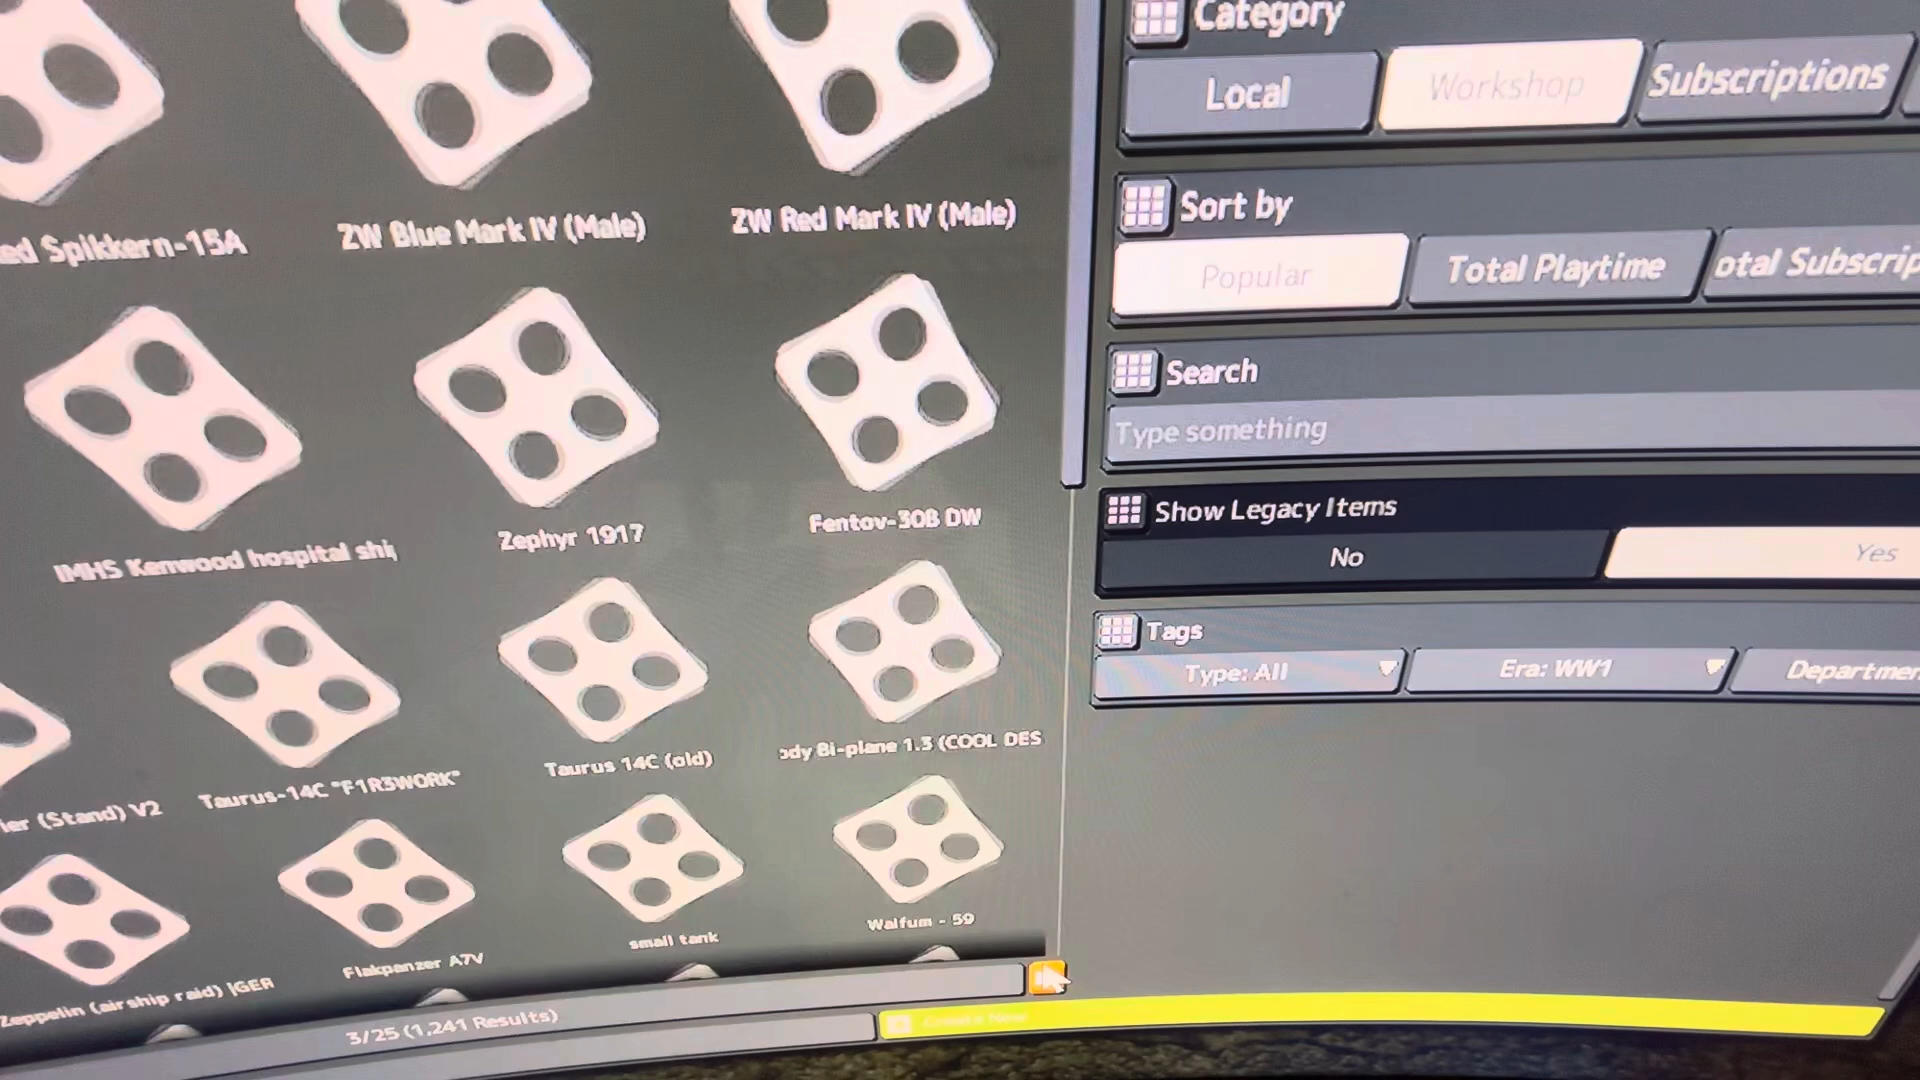 Category
Local
Workshop
Subscriptions
Sort by
Popular
Total Playtime
otal Subscrip
Search
Type something
Show Legacy Items
No
Yes
Tags
Type: All
Era: WW1
Departmen
ed Spikkern-15A
ZW Blue Mark IV (Male)
ZW Red Mark IV (Male)
IMHS Kenwood hospital shi
Zephyr 1917
Fentov-30B DW
ier (Stand) V2
Taurus-14C "F1R3WORK"
Taurus 14C (old)
ody Bi-plane 1.3 (COOL DES
Zeppelin (airship raid) |GER
Flakpanzer A7V
small tank
Walfum - 59
3/25 (1,241 Results)
Create New